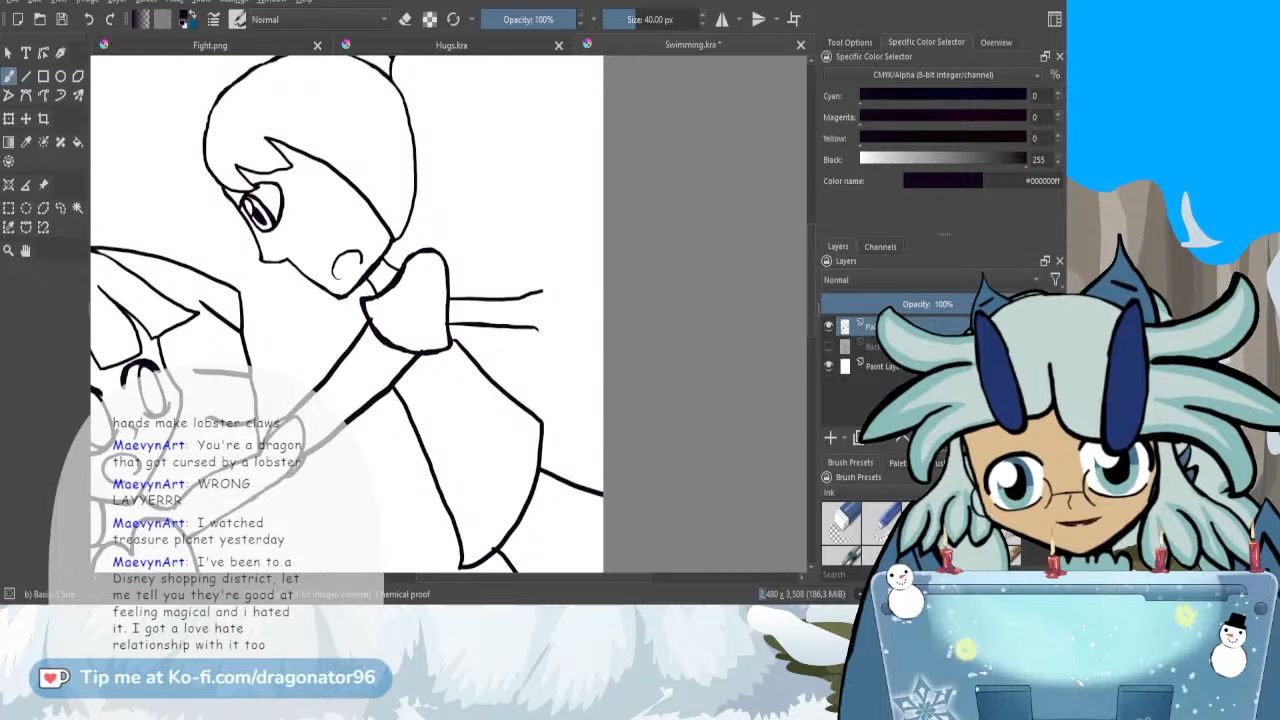 Normal
Opacity: 100%
Size: 40.00 px
Fight.png
Hugs.kra
Swimming.kra *
Tool Options
Specific Color Selector
Overview
Specific Color Selector
CMYK/Alpha (8-bit integer/channel)
%
Cyan:
0
Magenta:
0
Yellow:
0
Black:
255
Color name:
#000000ff
Layers
Channels
Layers
Normal
Opacity: 100%
Paint Lay
Brush Presets
Brush Presets
Ink
Search
hands make lobster claws
MaevynArt: You're a dragon
that got cursed by a lobster
MaevynArt: WRONG
LAYYERRR
MaevynArt: I watched
treasure planet yesterday
MaevynArt: I've been to a
Disney shopping district, let
me tell you they're good at
feeling magical and i hated
it. I got a love hate
relationship with it too
Chemical proof
2,480 x 3,508 (186.3 MiB)
Tip me at Ko-fi.com/dragonator96